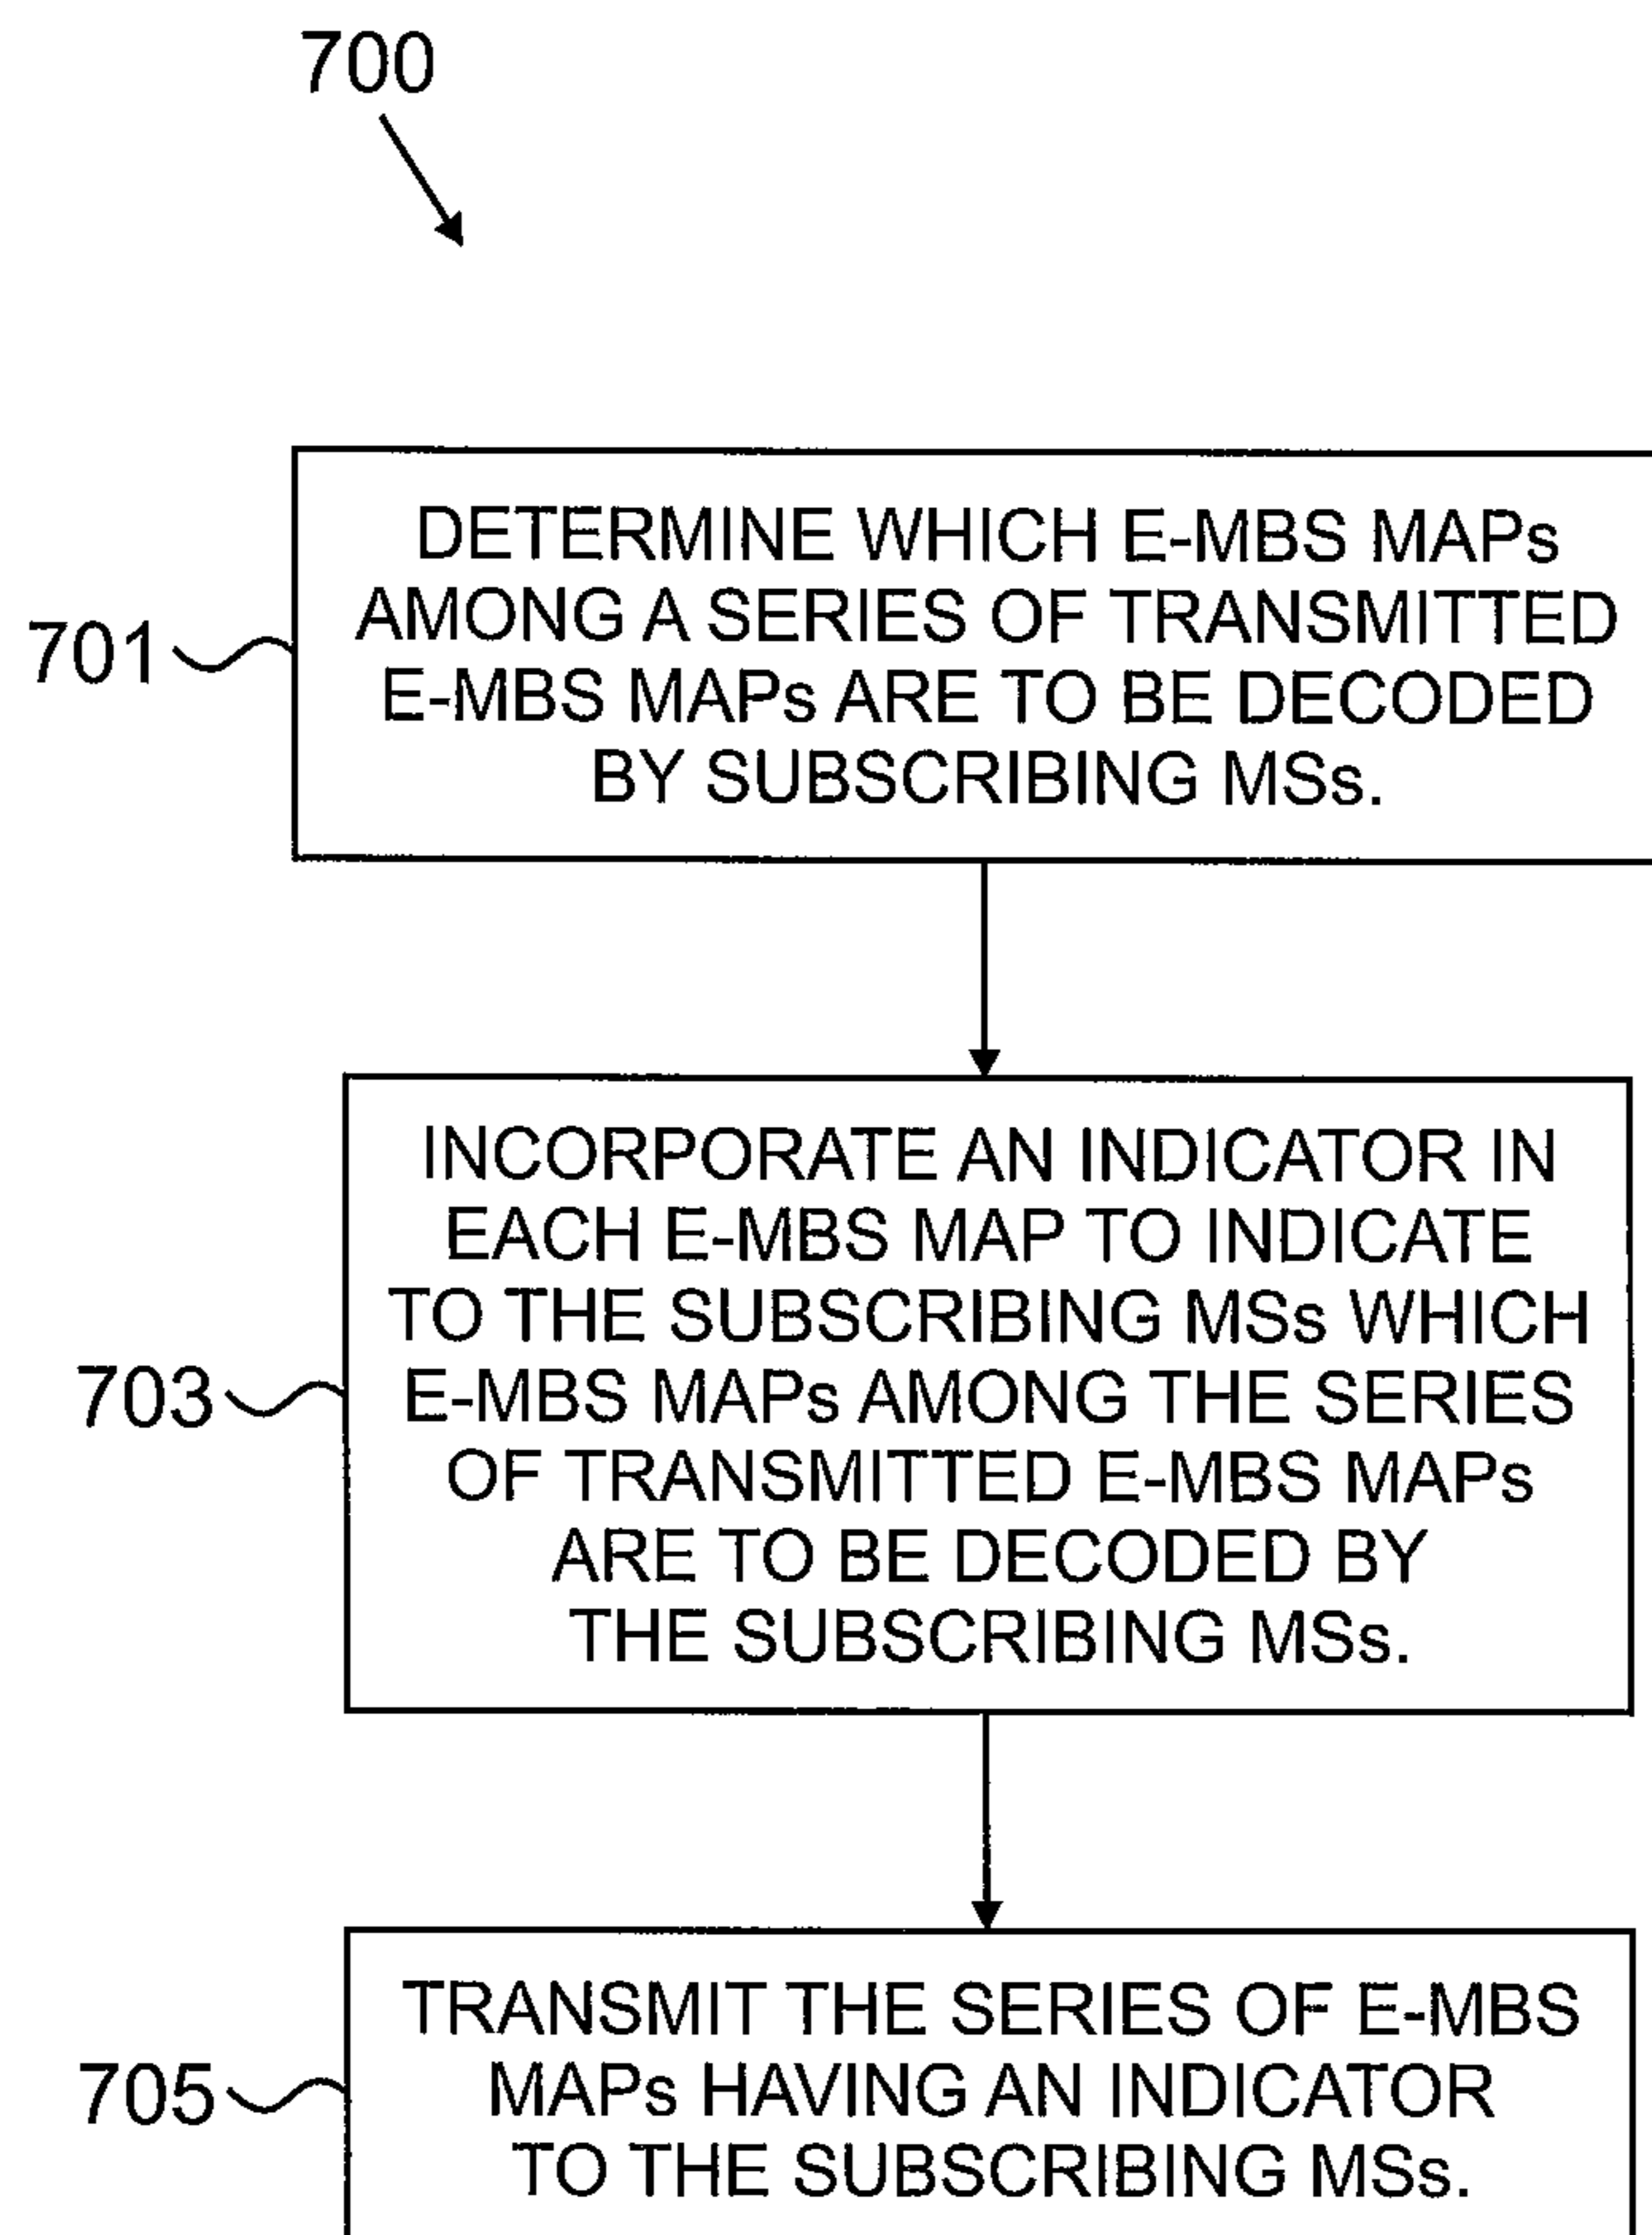 700
DETERMINE WHICH E-MBS MAPs
AMONG A SERIES OF TRANSMITTED
E-MBS MAPs ARE TO BE DECODED
BY SUBSCRIBING MSs.
701
INCORPORATE AN INDICATOR IN
EACH E-MBS MAP TO INDICATE
TO THE SUBSCRIBING MSs WHICH
E-MBS MAPs AMONG THE SERIES
OF TRANSMITTED E-MBS MAPs
ARE TO BE DECODED BY
THE SUBSCRIBING MSs.
703
TRANSMIT THE SERIES OF E-MBS
MAPs HAVING AN INDICATOR
TO THE SUBSCRIBING MSs.
705